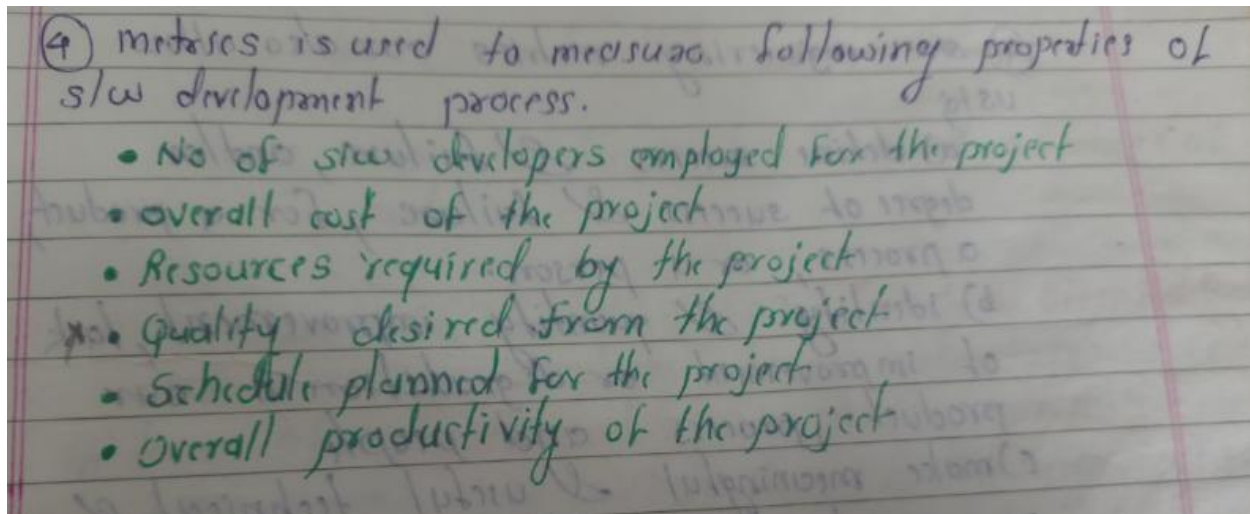 ④ metrics is used to measure following properties of
s/w development process.
• No of s/w developers employed for the project
• overall cost of the project
• Resources required by the project
• Quality desired from the project
• Schedule planned for the project
• Overall productivity of the project